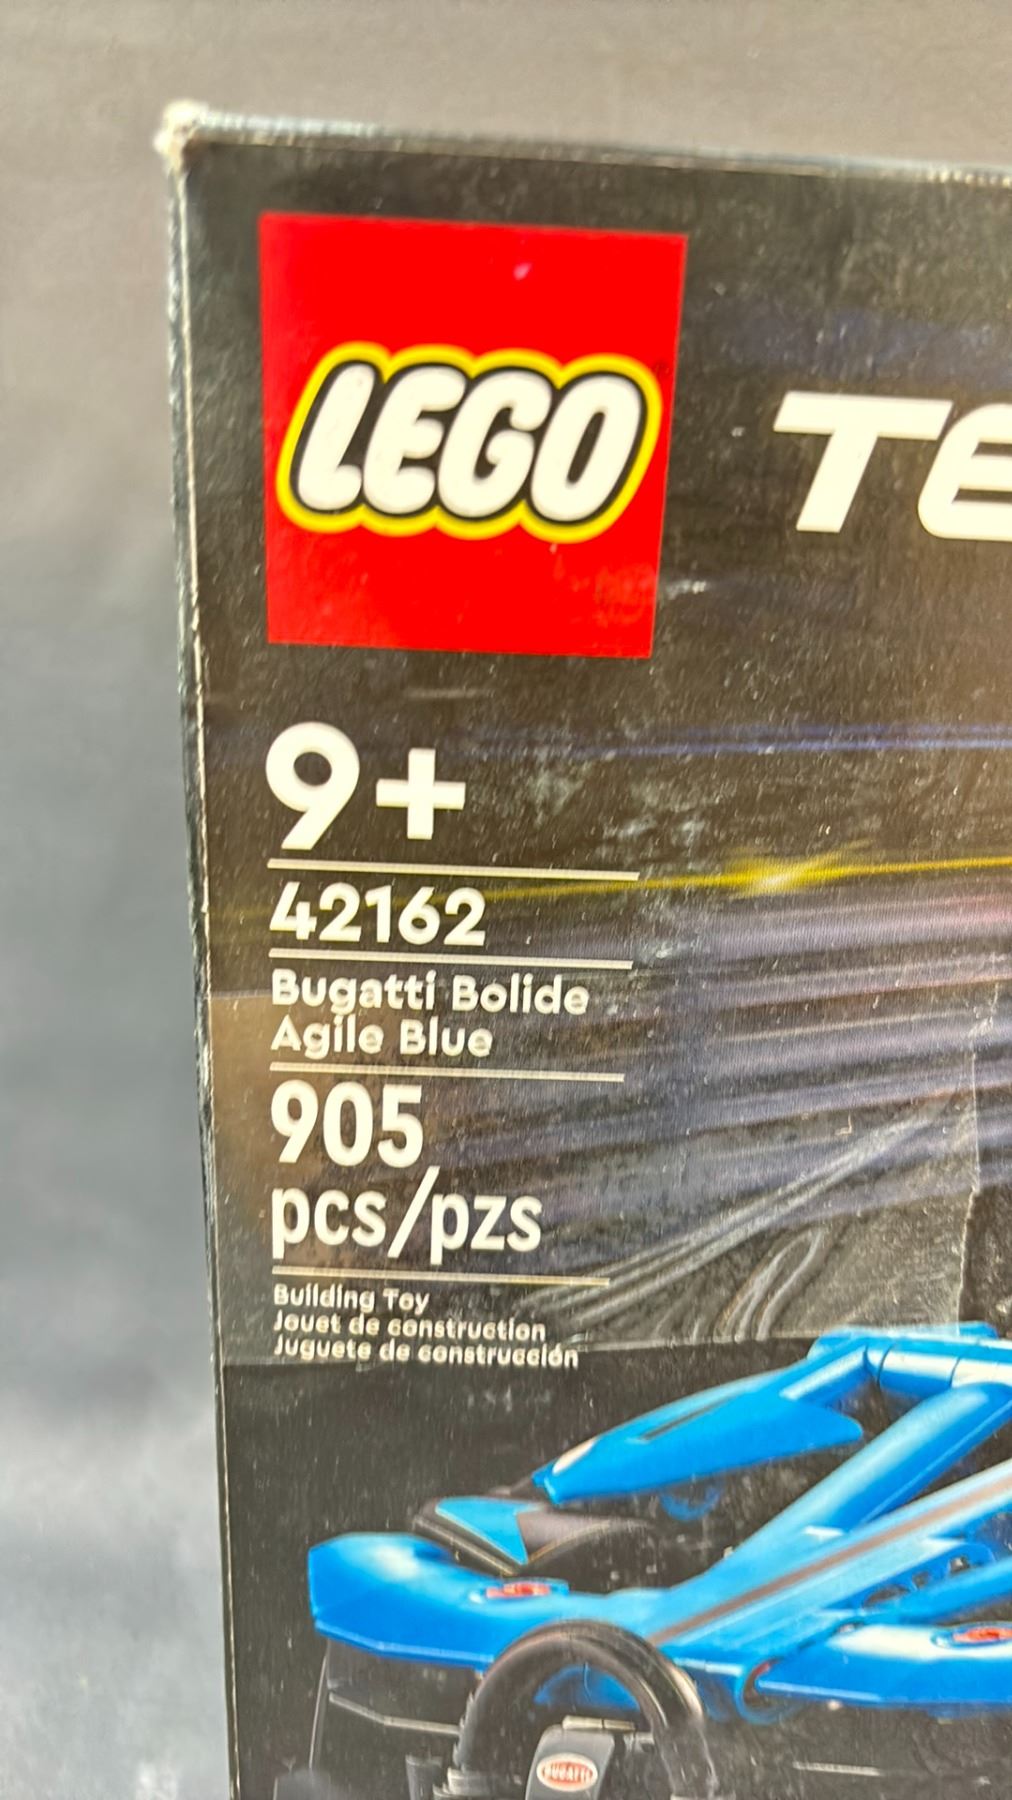 LEGO
TE
9+
42162
Bugatti Bolide
Agile Blue
905
pcs/pzs
Building Toy
Jouet de construction
Juguete de construcción
BUGATTI